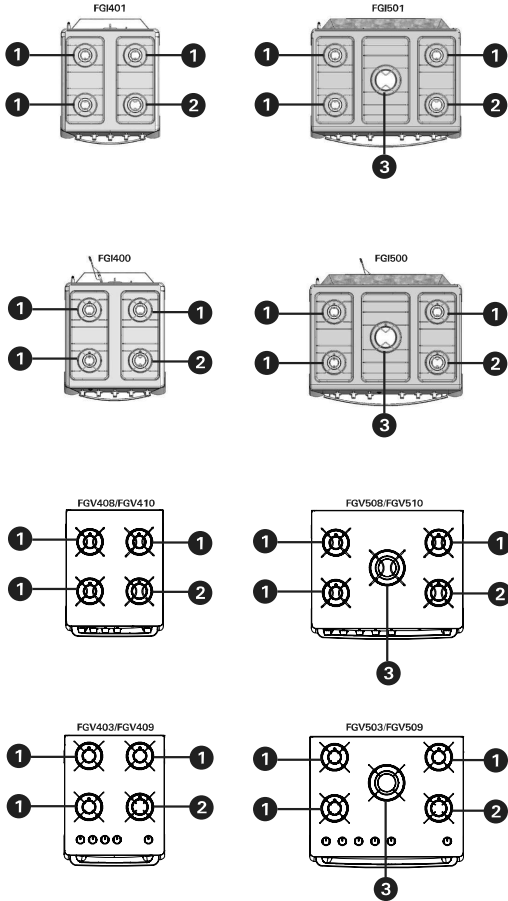 FGI401 FGI501
1 1 1 1
1 2 1 2
3
FGI400 FGI500
1 1 1 1
1 2 1 2
3
FGV408/FGV410 FGV508/FGV510
1 1 1 1
1 2 1 2
3
FGV403/FGV409 FGV503/FGV509
1 1 1 1
1 2 1 2
3